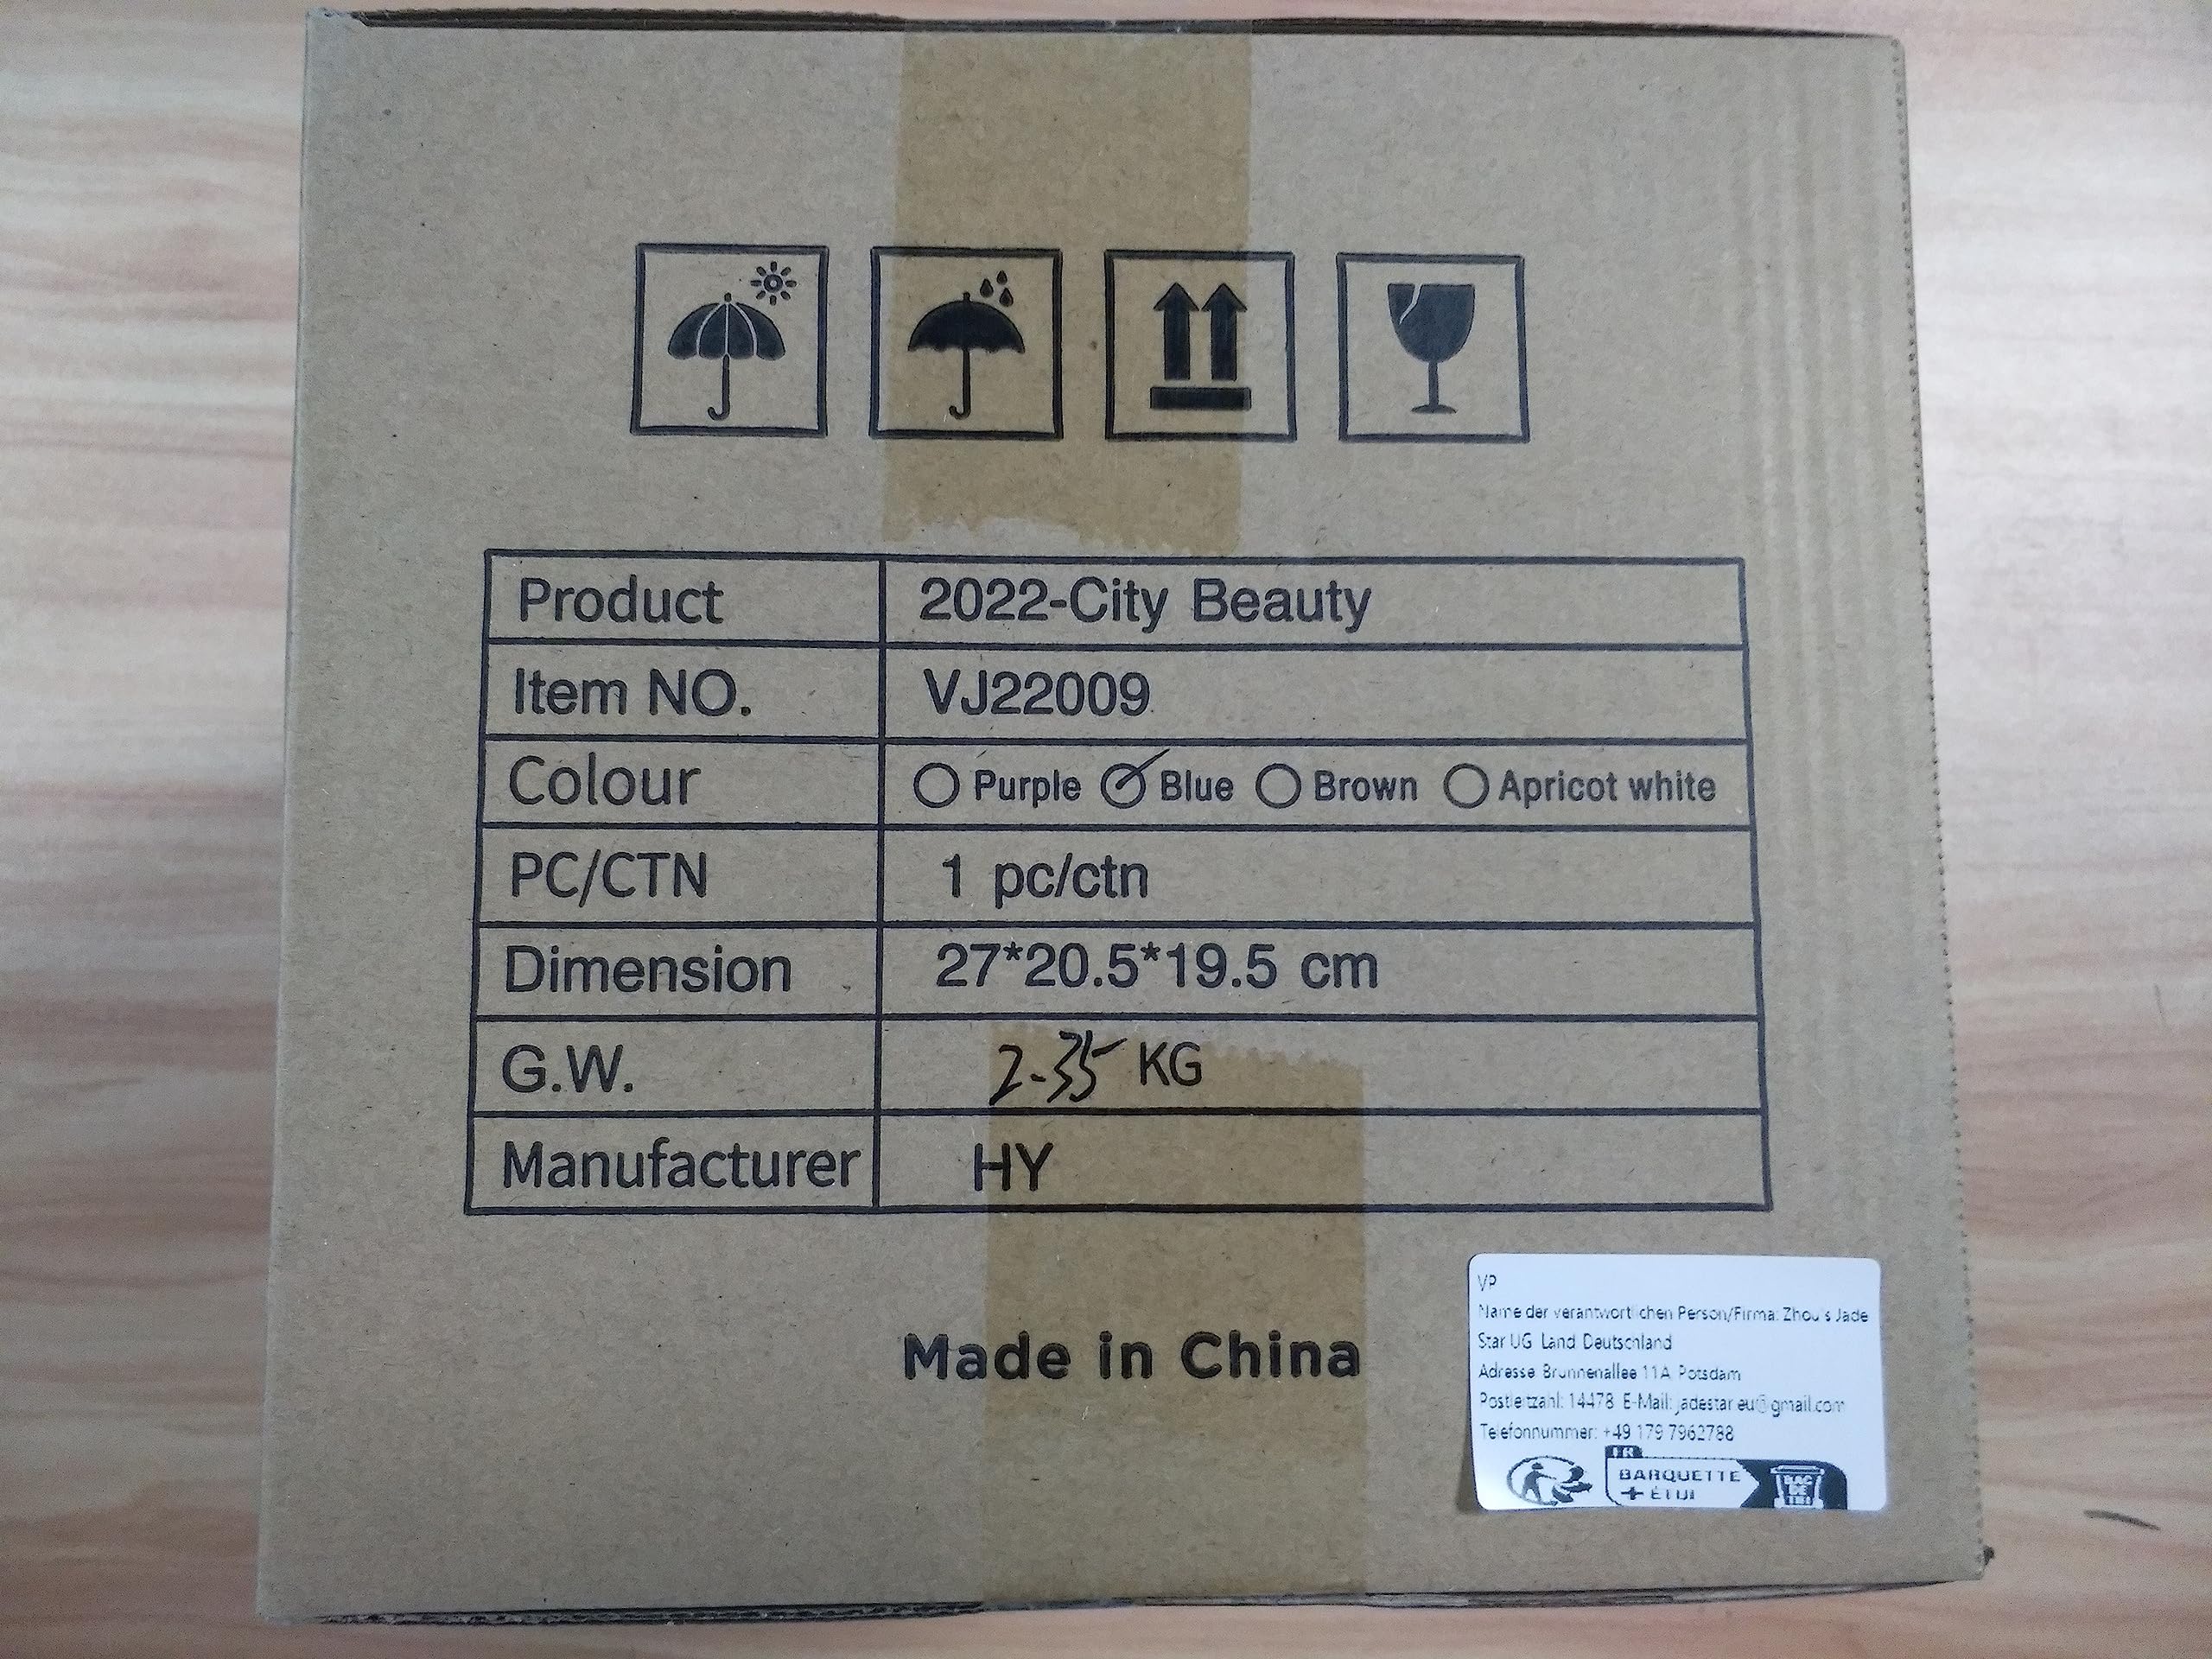 Product 2022-City Beauty
Item NO. VJ22009
Colour Purple Blue Brown Apricot white
PC/CTN 1 pc/ctn
Dimension 27*20.5*19.5 cm
G.W. 2.35 KG
Manufacturer HY
Made in China
VP
Name der verantwortlichen Person/Firma: Zhou's Jade
Star UG Land Deutschland
Adresse Brunnenallee 11A Potsdam
Postleitzahl: 14478 E-Mail: jadestar.eu@gmail.com
Telefonnummer: +49 179 7962788
FR
BARQUETTE
+ ÉTUI
BAC
DE
TRI